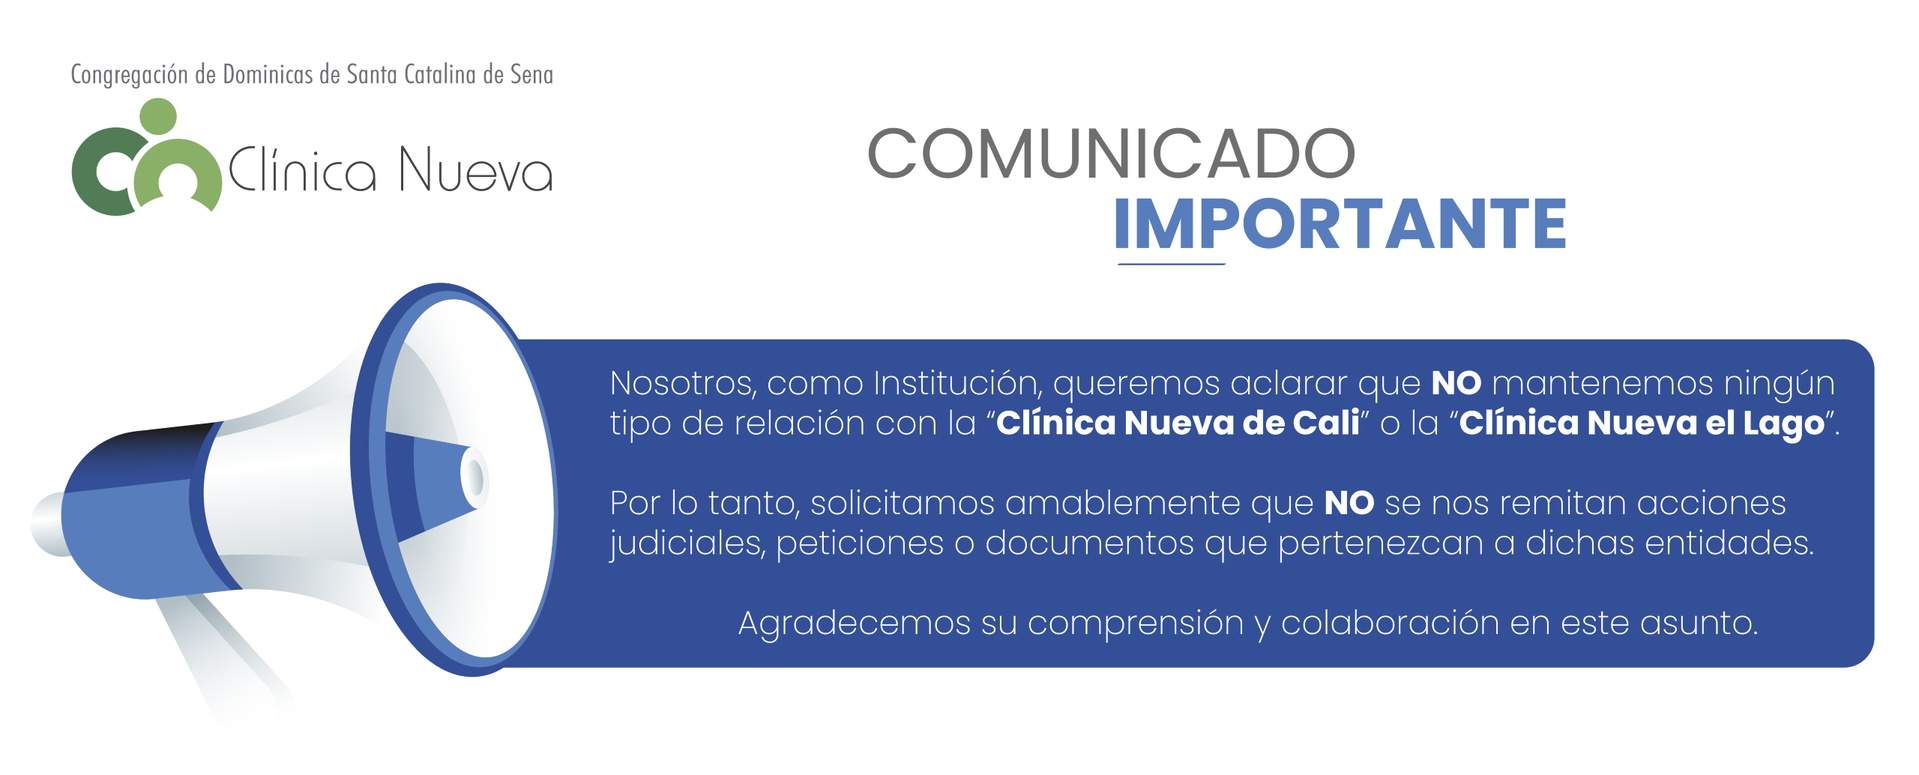 Congregación de Dominicas de Santa Catalina de Sena
Clínica Nueva
COMUNICADO
IMPORTANTE
Nosotros, como Institución, queremos aclarar que NO mantenemos ningún
tipo de relación con la “Clínica Nueva de Cali” o la “Clínica Nueva el Lago”.
Por lo tanto, solicitamos amablemente que NO se nos remitan acciones
judiciales, peticiones o documentos que pertenezcan a dichas entidades.
Agradecemos su comprensión y colaboración en este asunto.